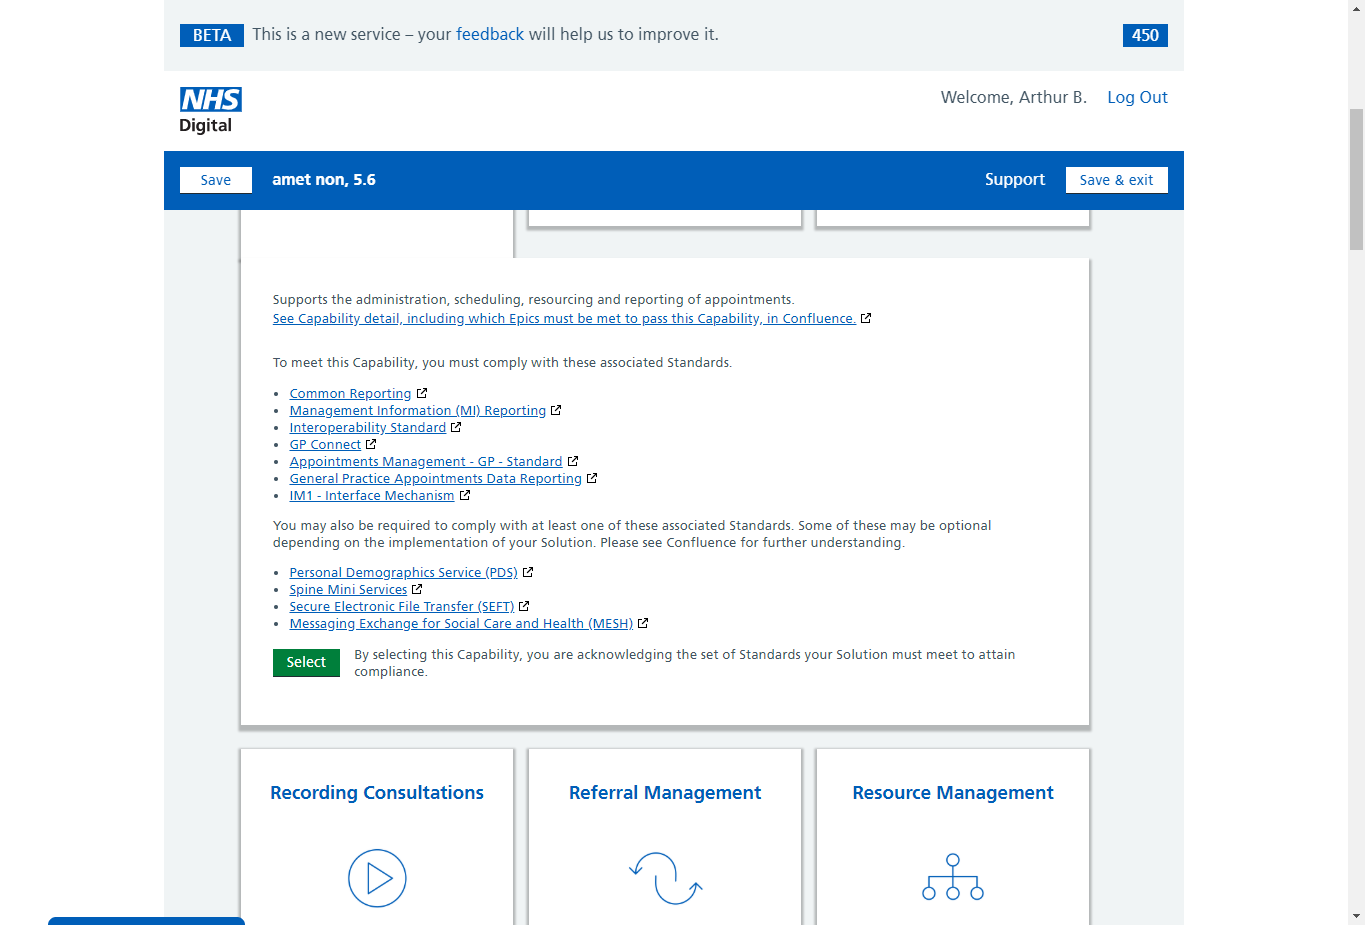 BETA This is a new service – your feedback will help us to improve it. 450
Welcome, Arthur B. Log Out
NHS
Digital
Save amet non, 5.6 Support Save & exit
Supports the administration, scheduling, resourcing and reporting of appointments.
See Capability detail, including which Epics must be met to pass this Capability, in Confluence.
To meet this Capability, you must comply with these associated Standards.
• Common Reporting
• Management Information (MI) Reporting
• Interoperability Standard
• GP Connect
• Appointments Management - GP - Standard
• General Practice Appointments Data Reporting
• IM1 - Interface Mechanism
You may also be required to comply with at least one of these associated Standards. Some of these may be optional
depending on the implementation of your Solution. Please see Confluence for further understanding.
• Personal Demographics Service (PDS)
• Spine Mini Services
• Secure Electronic File Transfer (SEFT)
• Messaging Exchange for Social Care and Health (MESH)
Select By selecting this Capability, you are acknowledging the set of Standards your Solution must meet to attain
compliance.
Recording Consultations Referral Management Resource Management